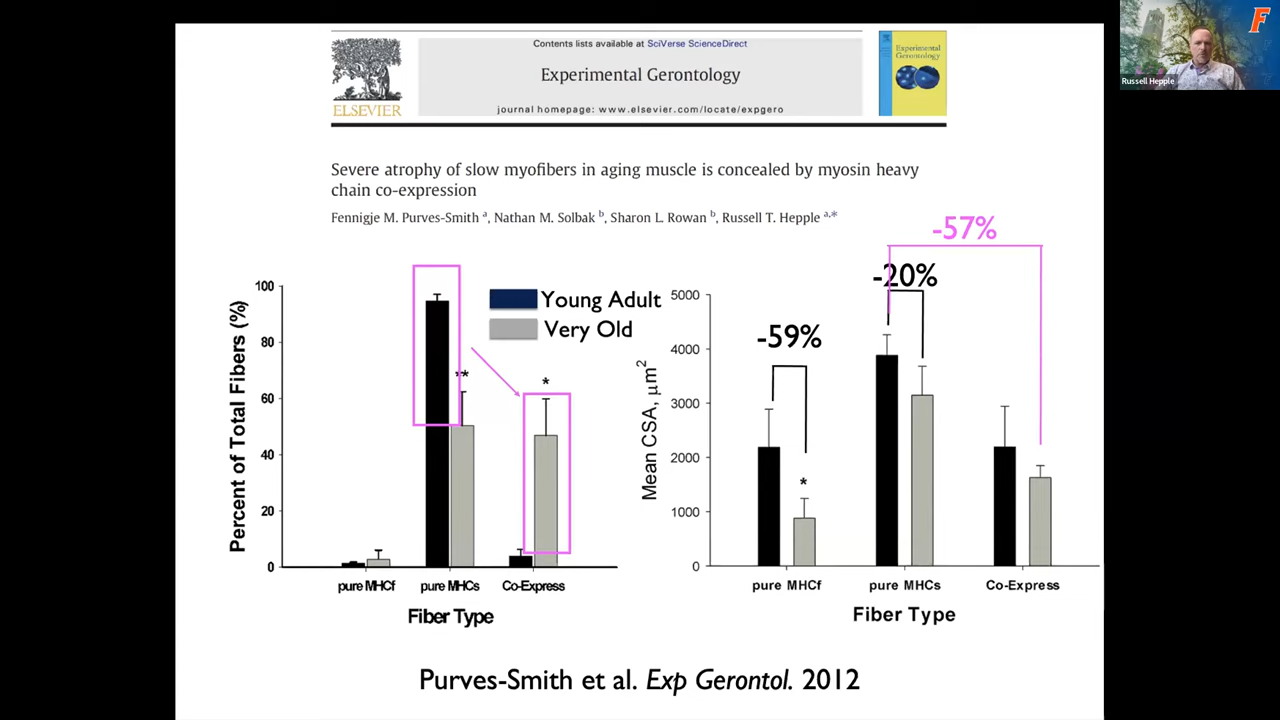 Contents lists available at SciVerse ScienceDirect
Experimental Gerontology
journal homepage: www.elsevier.com/locate/expgero
ELSEVIER
Experimental
Gerontology
F
Russell Hepple
Severe atrophy of slow myofibers in aging muscle is concealed by myosin heavy
chain co-expression
Fennigje M. Purves-Smith a, Nathan M. Solbak b, Sharon L. Rowan b, Russell T. Hepple a,*
Percent of Total Fibers (%)
100
80
60
40
20
0
Young Adult
Very Old
**
*
pure MHCf
pure MHCs
Co-Express
Fiber Type
-57%
-20%
-59%
Mean CSA, μm2
5000
4000
3000
2000
1000
0
*
pure MHCf
pure MHCs
Co-Express
Fiber Type
Purves-Smith et al. Exp Gerontol. 2012